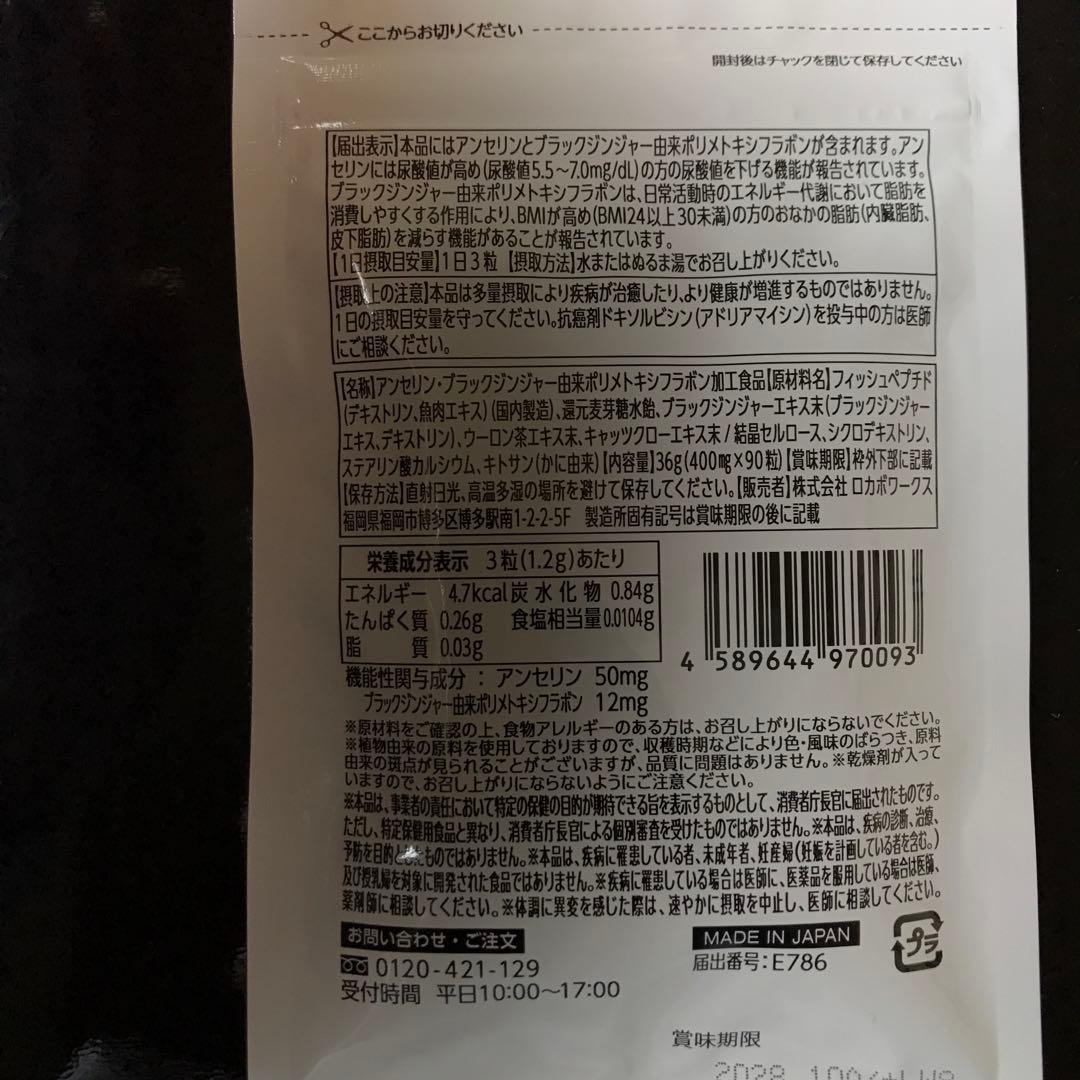 ここからお切りください
開封後はチャックを閉じて保存してください
【届出表示】本品にはアンセリンとブラックジンジャー由来ポリメトキシフラボンが含まれます。アン
セリンには尿酸値が高め(尿酸値5.5～7.0mg/dL)の方の尿酸値を下げる機能が報告されています。
ブラックジンジャー由来ポリメトキシフラボンは、日常活動時のエネルギー代謝において脂肪を
消費しやすくする作用により、BMIが高め(BMI24以上30未満)の方のおなかの脂肪(内臓脂肪、
皮下脂肪)を減らす機能があることが報告されています。
【1日摂取目安量】1日3粒 【摂取方法】水またはぬるま湯でお召し上がりください。
【摂取上の注意】本品は多量摂取により疾病が治癒したり、より健康が増進するものではありません。
1日の摂取目安量を守ってください。抗癌剤ドキソルビシン(アドリアマイシン)を投与中の方は医師
にご相談ください。
【名称】アンセリン・ブラックジンジャー由来ポリメトキシフラボン加工食品【原材料名】フィッシュペプチド
(デキストリン、魚肉エキス)(国内製造)、還元麦芽糖水飴、ブラックジンジャーエキス末(ブラックジンジャー
エキス、デキストリン)、ウーロン茶エキス末、キャッツクローエキス末/結晶セルロース、シクロデキストリン、
ステアリン酸カルシウム、キトサン(かに由来)【内容量】36g(400mg×90粒)【賞味期限】枠外下部に記載
【保存方法】直射日光、高温多湿の場所を避けて保存してください。【販売者】株式会社 ロカボワークス
福岡県福岡市博多区博多駅南1-2-2-5F 製造所固有記号は賞味期限の後に記載
栄養成分表示 3粒(1.2g)あたり
エネルギー 4.7kcal 炭水化物 0.84g
たんぱく質 0.26g 食塩相当量 0.0104g
脂質 0.03g
4 589644 970093
機能性関与成分：アンセリン 50mg
ブラックジンジャー由来ポリメトキシフラボン 12mg
※原材料をご確認の上、食物アレルギーのある方は、お召し上がりにならないでください。
※植物由来の原料を使用しておりますので、収穫時期などにより色・風味のばらつき、原料
由来の斑点が見られることがございますが、品質に問題はありません。※乾燥剤が入って
いますので、お召し上がりにならないようにご注意ください。
※本品は、事業者の責任において特定の保健の目的が期待できる旨を表示するものとして、消費者庁長官に届出されたものです。
ただし、特定保健用食品と異なり、消費者庁長官による個別審査を受けたものではありません。※本品は、疾病の診断、治療、
予防を目的としたものではありません。※本品は、疾病に罹患している者、未成年者、妊産婦(妊娠を計画している者を含む。)
及び授乳婦を対象に開発された食品ではありません。※疾病に罹患している場合は医師に、医薬品を服用している場合は医師、
薬剤師に相談してください。※体調に異変を感じた際は、速やかに摂取を中止し、医師に相談してください。
お問い合わせ・ご注文
0120-421-129
受付時間 平日10:00～17:00
MADE IN JAPAN
届出番号：E786
プラ
賞味期限